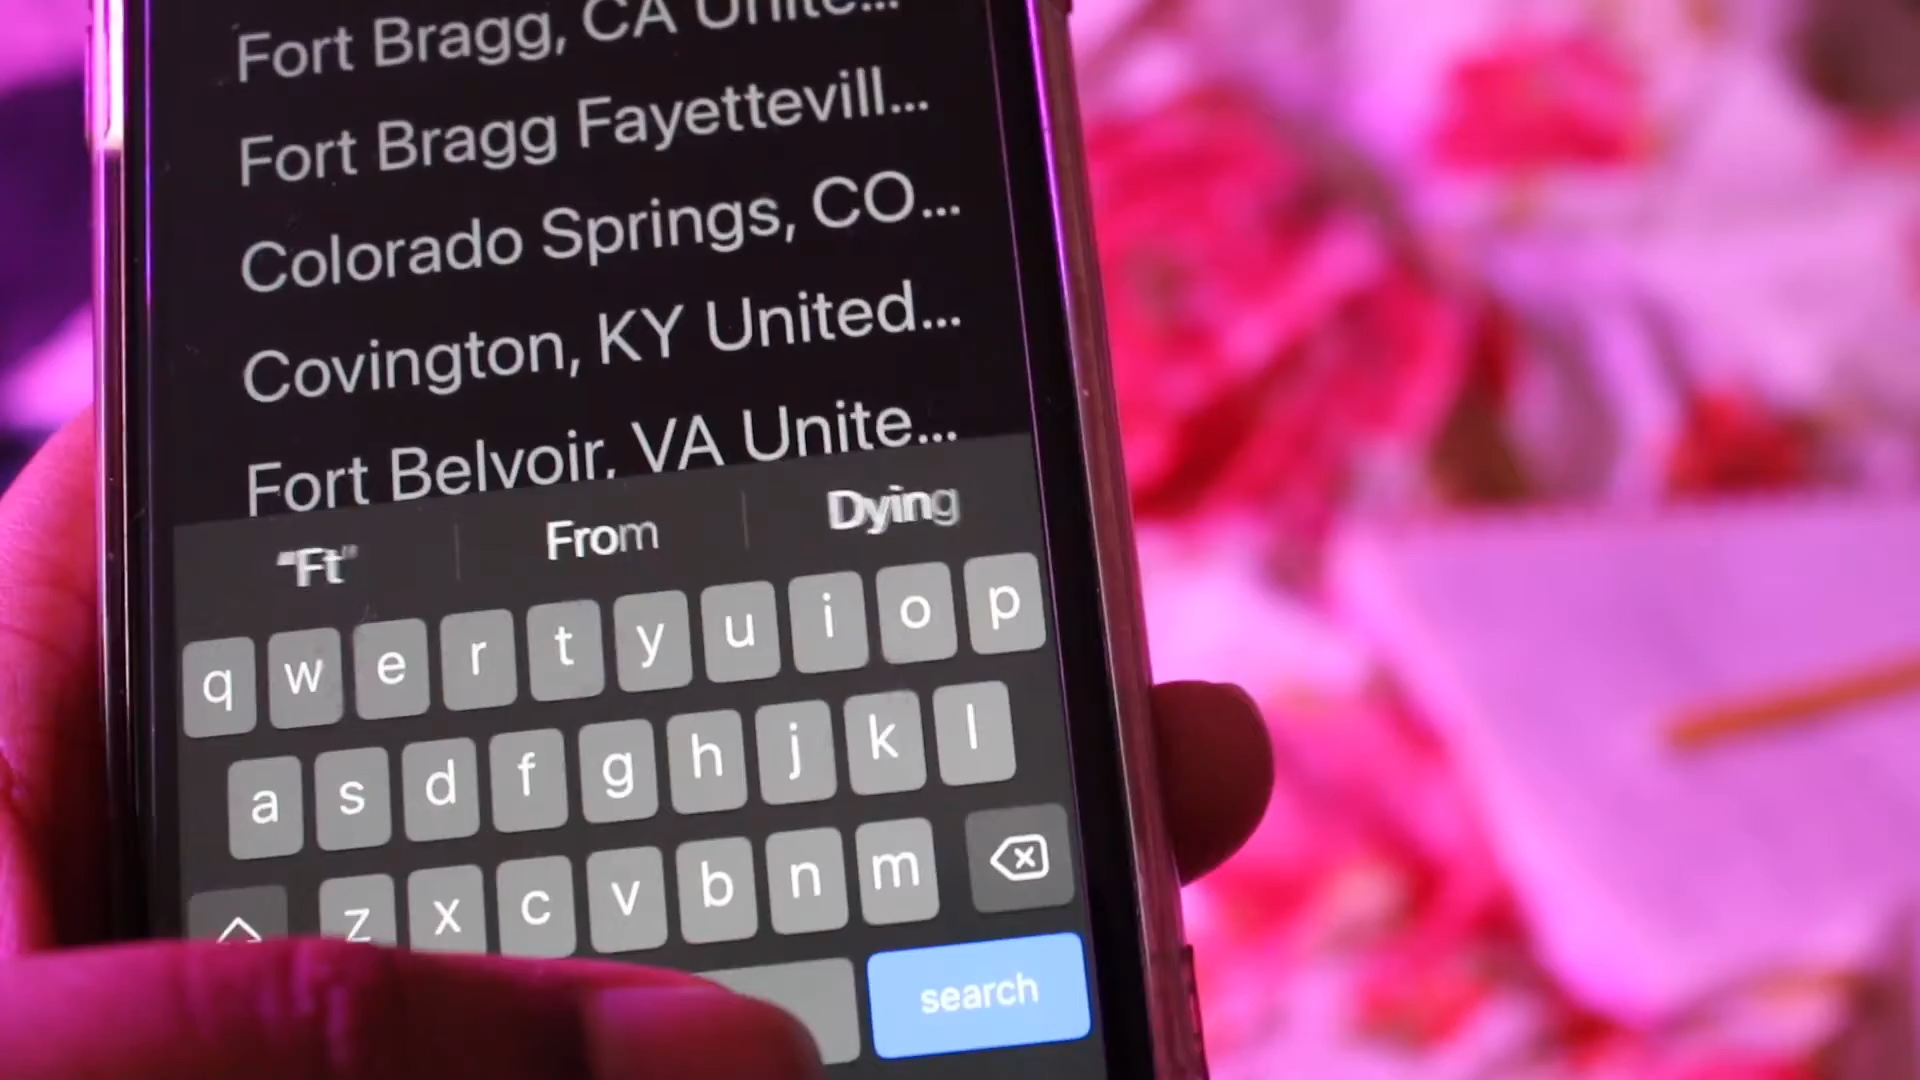 Fort Bragg, CA Unite...
Fort Bragg Fayettevill...
Colorado Springs, CO...
Covington, KY United...
Fort Belvoir, VA Unite...
“Ft” From Dying
q w e r t y u i o p
a s d f g h j k l
z x c v b n m
search